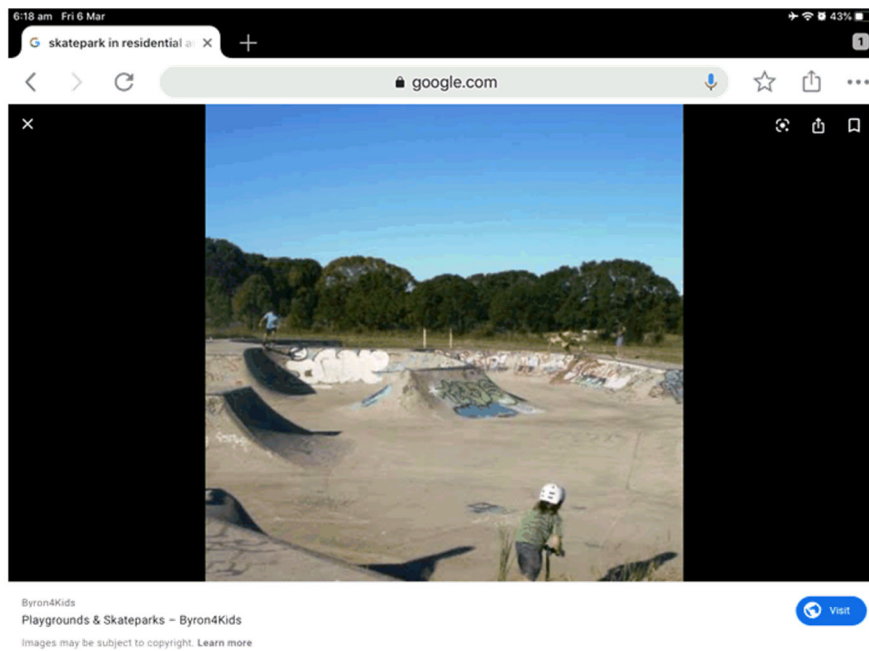 6:18 am Fri 6 Mar
43%
skatepark in residential a
1
google.com
Byron4Kids
Playgrounds & Skateparks – Byron4Kids
Visit
Images may be subject to copyright. Learn more